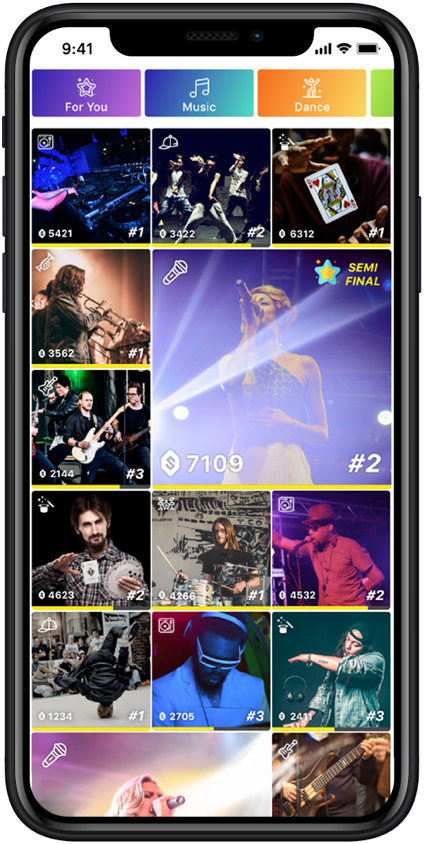 9:41
For You
Music
Dance
5421 #1
3422 #2
6312 #1
3562 #1
SEMI
FINAL
7109 #2
2144 #3
4623 #2
4266 #1
4532 #2
1234 #1
2705 #3
2411 #3